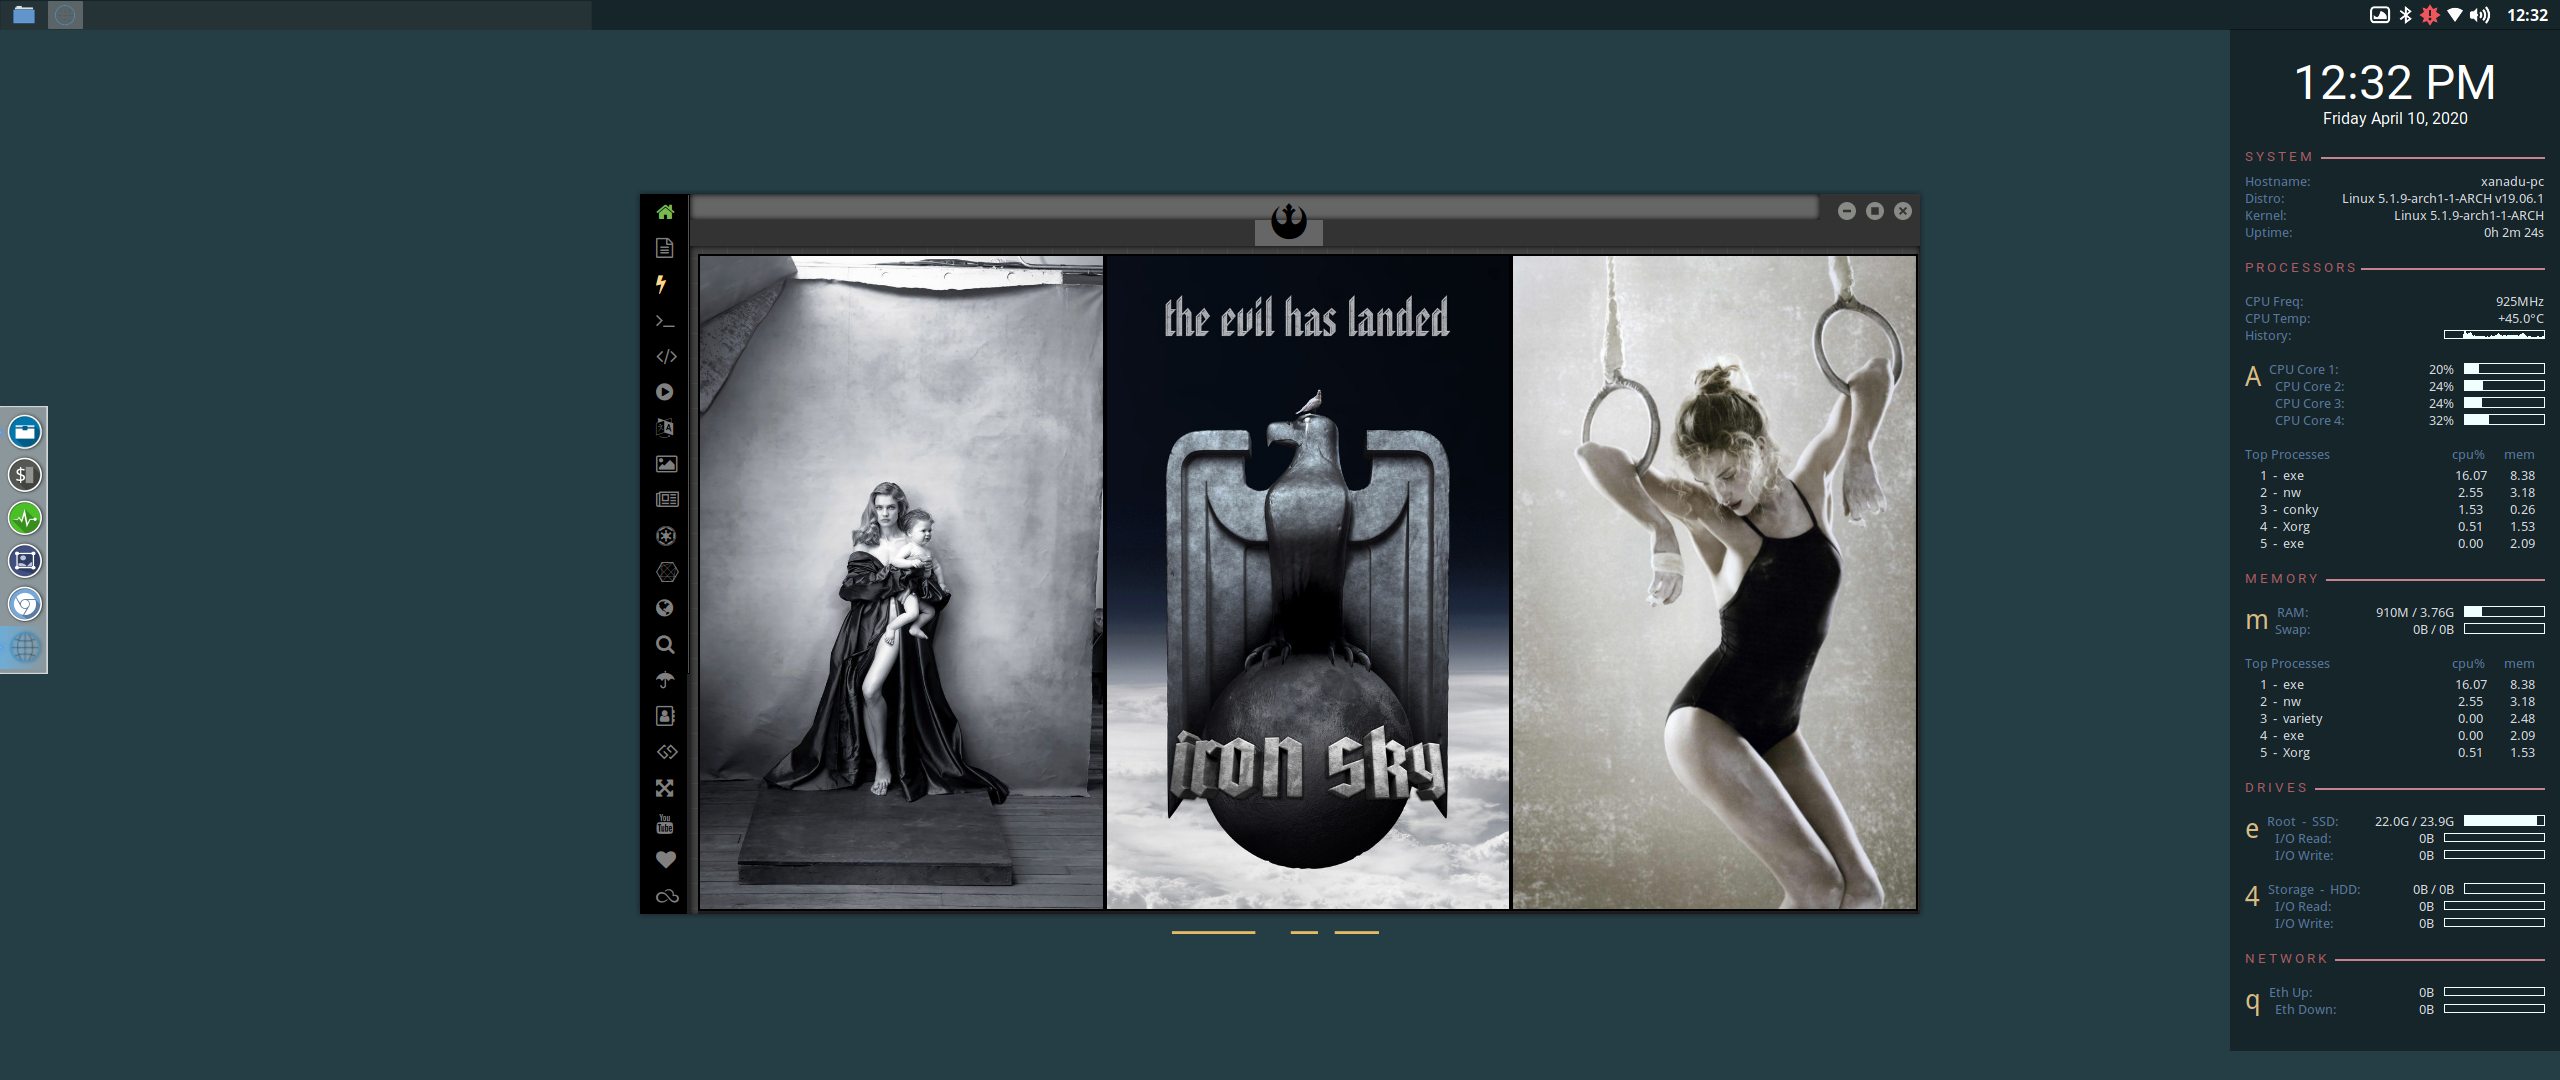 12:32
12:32 PM
Friday April 10, 2020
SYSTEM
Hostname: xanadu-pc
Distro: Linux 5.1.9-arch1-1-ARCH v19.06.1
Kernel: Linux 5.1.9-arch1-1-ARCH
Uptime: 0h 2m 24s
PROCESSORS
CPU Freq: 925MHz
CPU Temp: +45.0°C
History:
A CPU Core 1: 20%
CPU Core 2: 24%
CPU Core 3: 24%
CPU Core 4: 32%
Top Processes cpu% mem
1 - exe 16.07 8.38
2 - nw 2.55 3.18
3 - conky 1.53 0.26
4 - Xorg 0.51 1.53
5 - exe 0.00 2.09
MEMORY
m RAM: 910M / 3.76G
Swap: 0B / 0B
Top Processes cpu% mem
1 - exe 16.07 8.38
2 - nw 2.55 3.18
3 - variety 0.00 2.48
4 - exe 0.00 2.09
5 - Xorg 0.51 1.53
DRIVES
e Root - SSD: 22.0G / 23.9G
I/O Read: 0B
I/O Write: 0B
4 Storage - HDD: 0B / 0B
I/O Read: 0B
I/O Write: 0B
NETWORK
q Eth Up: 0B
Eth Down: 0B
the evil has landed
iron sky
You
Tube
$